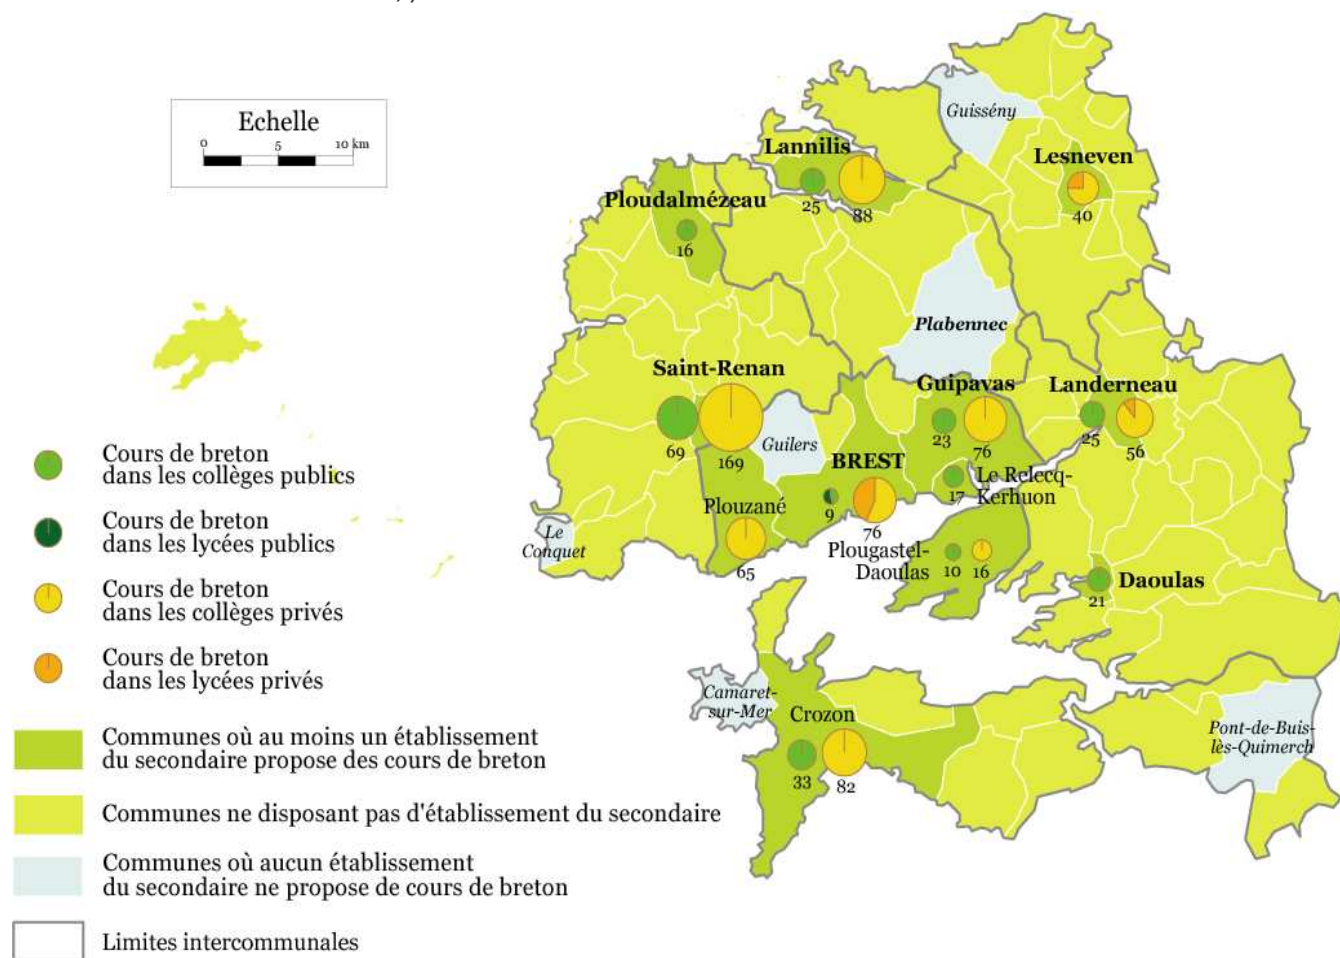 Echelle
0 5 10 km
Guissény
Lannilis
25
88
Lesneven
40
Ploudalmézeau
16
Plabennec
Saint-Renan
69
169
Guilers
Guipavas
23
76
Landerneau
25
56
BREST
9
76
Le Relecq-
Kerhuon
17
Plouzané
65
Le
Conquet
Plougastel-
Daoulas
10
16
Daoulas
21
Camaret-
sur-Mer
Crozon
33
82
Pont-de-Buis-
lès-Quimerch
Cours de breton
dans les collèges publics
Cours de breton
dans les lycées publics
Cours de breton
dans les collèges privés
Cours de breton
dans les lycées privés
Communes où au moins un établissement
du secondaire propose des cours de breton
Communes ne disposant pas d'établissement du secondaire
Communes où aucun établissement
du secondaire ne propose de cours de breton
Limites intercommunales